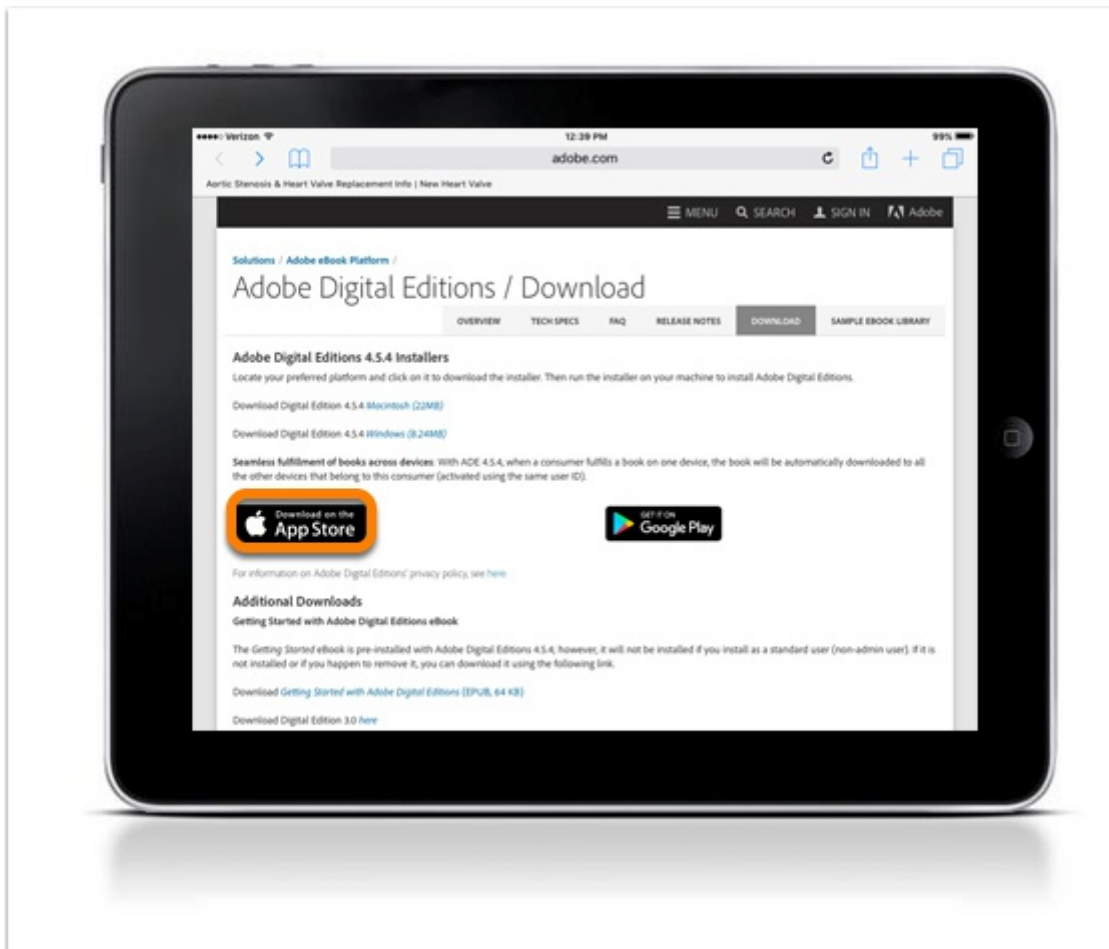 Verizon 12:39 PM 99%
adobe.com
Aortic Stenosis & Heart Valve Replacement Info | New Heart Valve
MENU SEARCH SIGN IN Adobe
Solutions / Adobe eBook Platform /
Adobe Digital Editions / Download
OVERVIEW TECH SPECS FAQ RELEASE NOTES DOWNLOAD SAMPLE EBOOK LIBRARY
Adobe Digital Editions 4.5.4 Installers
Locate your preferred platform and click on it to download the installer. Then run the installer on your machine to install Adobe Digital Editions.
Download Digital Edition 4.5.4 Macintosh (22MB)
Download Digital Edition 4.5.4 Windows (8.24MB)
Seamless fulfillment of books across devices: With ADE 4.5.4, when a consumer fulfills a book on one device, the book will be automatically downloaded to all
the other devices that belong to this consumer (activated using the same user ID).
Download on the
App Store
GET IT ON
Google Play
For information on Adobe Digital Editions' privacy policy, see here
Additional Downloads
Getting Started with Adobe Digital Editions eBook
The Getting Started eBook is pre-installed with Adobe Digital Editions 4.5.4, however, it will not be installed if you install as a standard user (non-admin user). If it is
not installed or if you happen to remove it, you can download it using the following link.
Download Getting Started with Adobe Digital Editions (EPUB, 64 KB)
Download Digital Edition 3.0 here